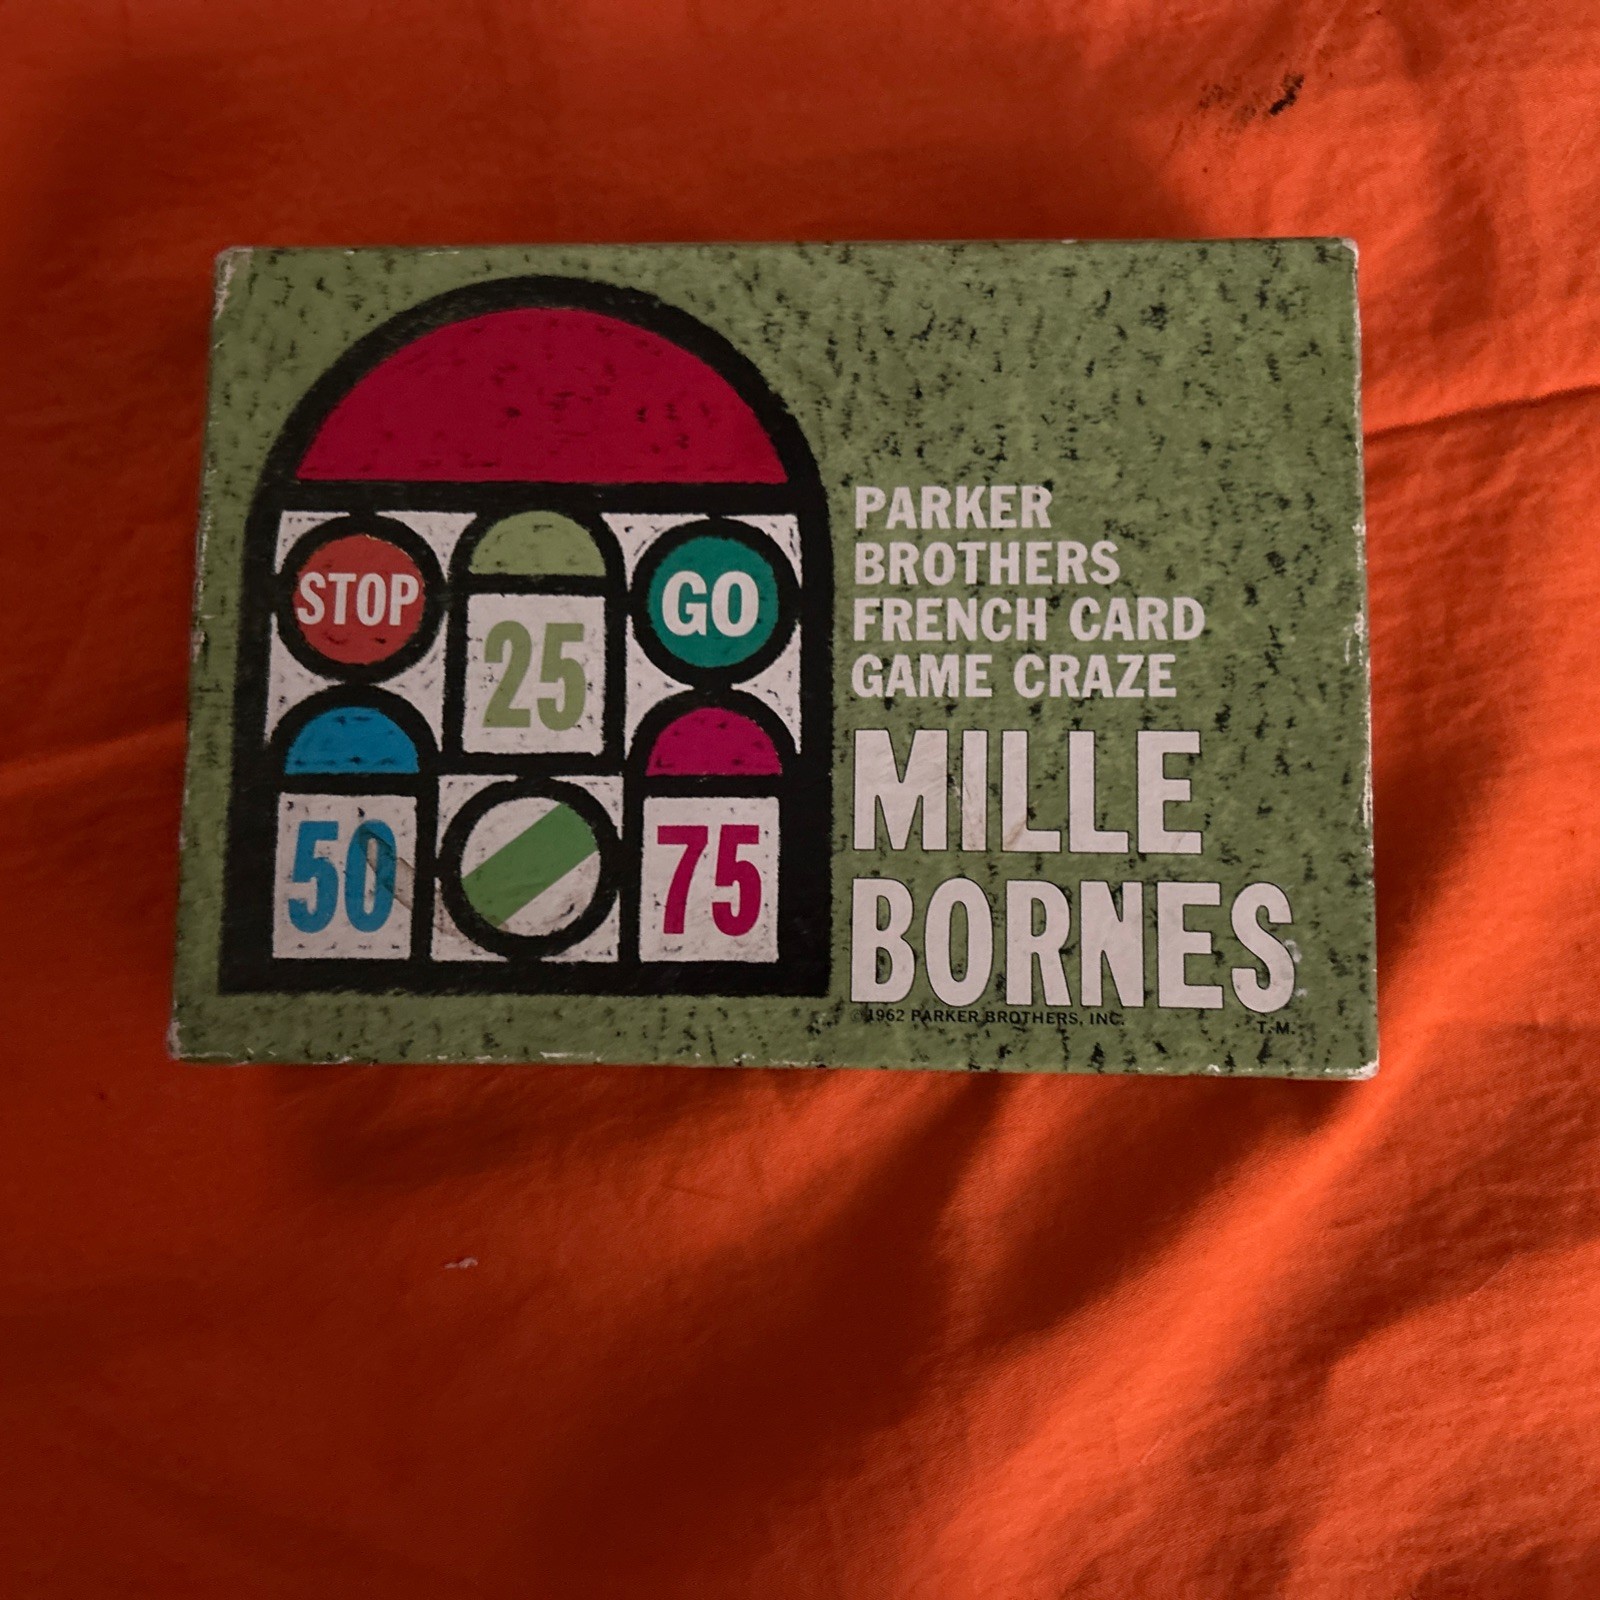 STOP
25
GO
50
75
PARKER
BROTHERS
FRENCH CARD
GAME CRAZE
MILLE
BORNES
© 1962 PARKER BROTHERS, INC.
T.M.